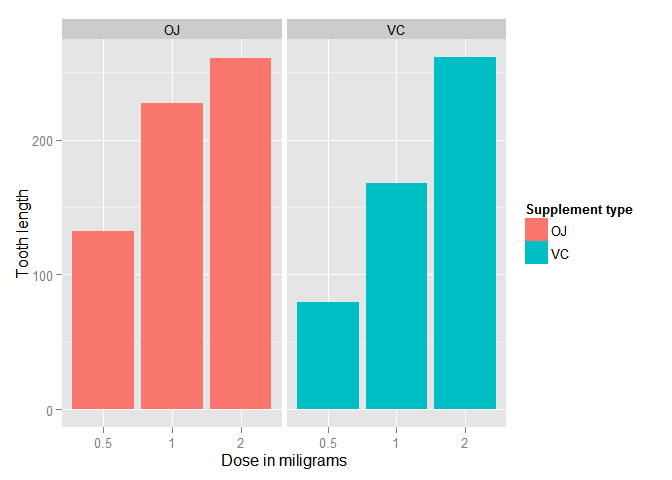 OJ
VC
200
100
0
Tooth length
0.5
1
2
0.5
1
2
Dose in miligrams
Supplement type
OJ
VC